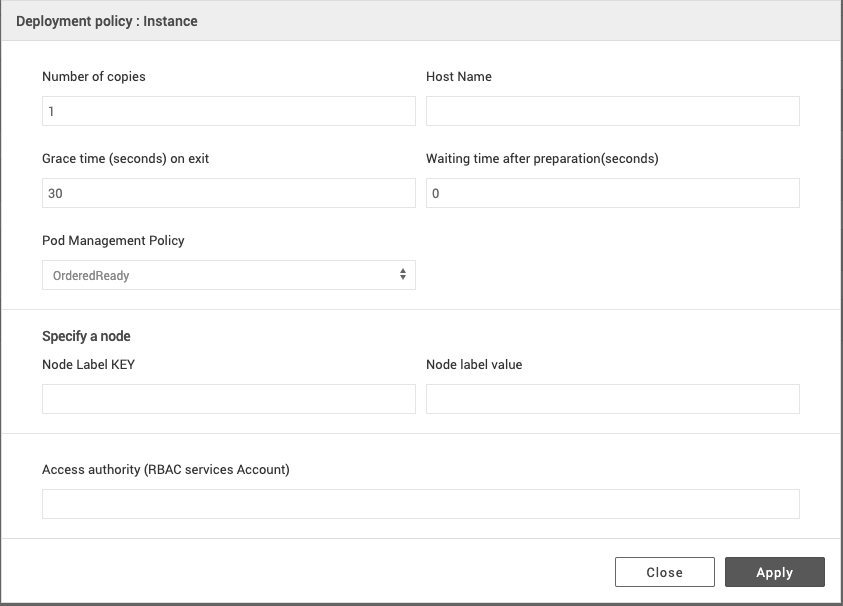 Deployment policy : Instance
Number of copies
Host Name
1
Grace time (seconds) on exit
Waiting time after preparation(seconds)
30
0
Pod Management Policy
OrderedReady
Specify a node
Node Label KEY
Node label value
Access authority (RBAC services Account)
Close
Apply